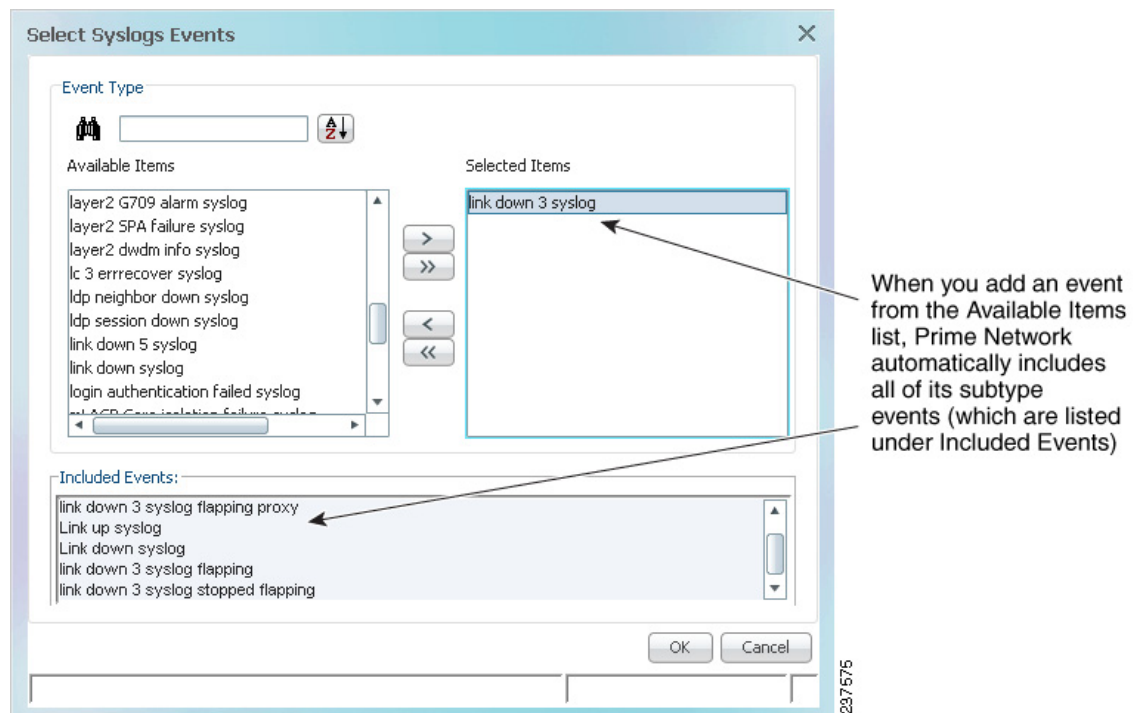 Select Syslogs Events
Event Type
A
Z
Available Items
Selected Items
layer2 G709 alarm syslog
layer2 SPA failure syslog
layer2 dwdm info syslog
lc 3 errrecover syslog
ldp neighbor down syslog
ldp session down syslog
link down 5 syslog
link down syslog
login authentication failed syslog
link down 3 syslog
>
>>
<
<<
When you add an event
from the Available Items
list, Prime Network
automatically includes
all of its subtype
events (which are listed
under Included Events)
Included Events:
link down 3 syslog flapping proxy
Link up syslog
Link down syslog
link down 3 syslog flapping
link down 3 syslog stopped flapping
OK
Cancel